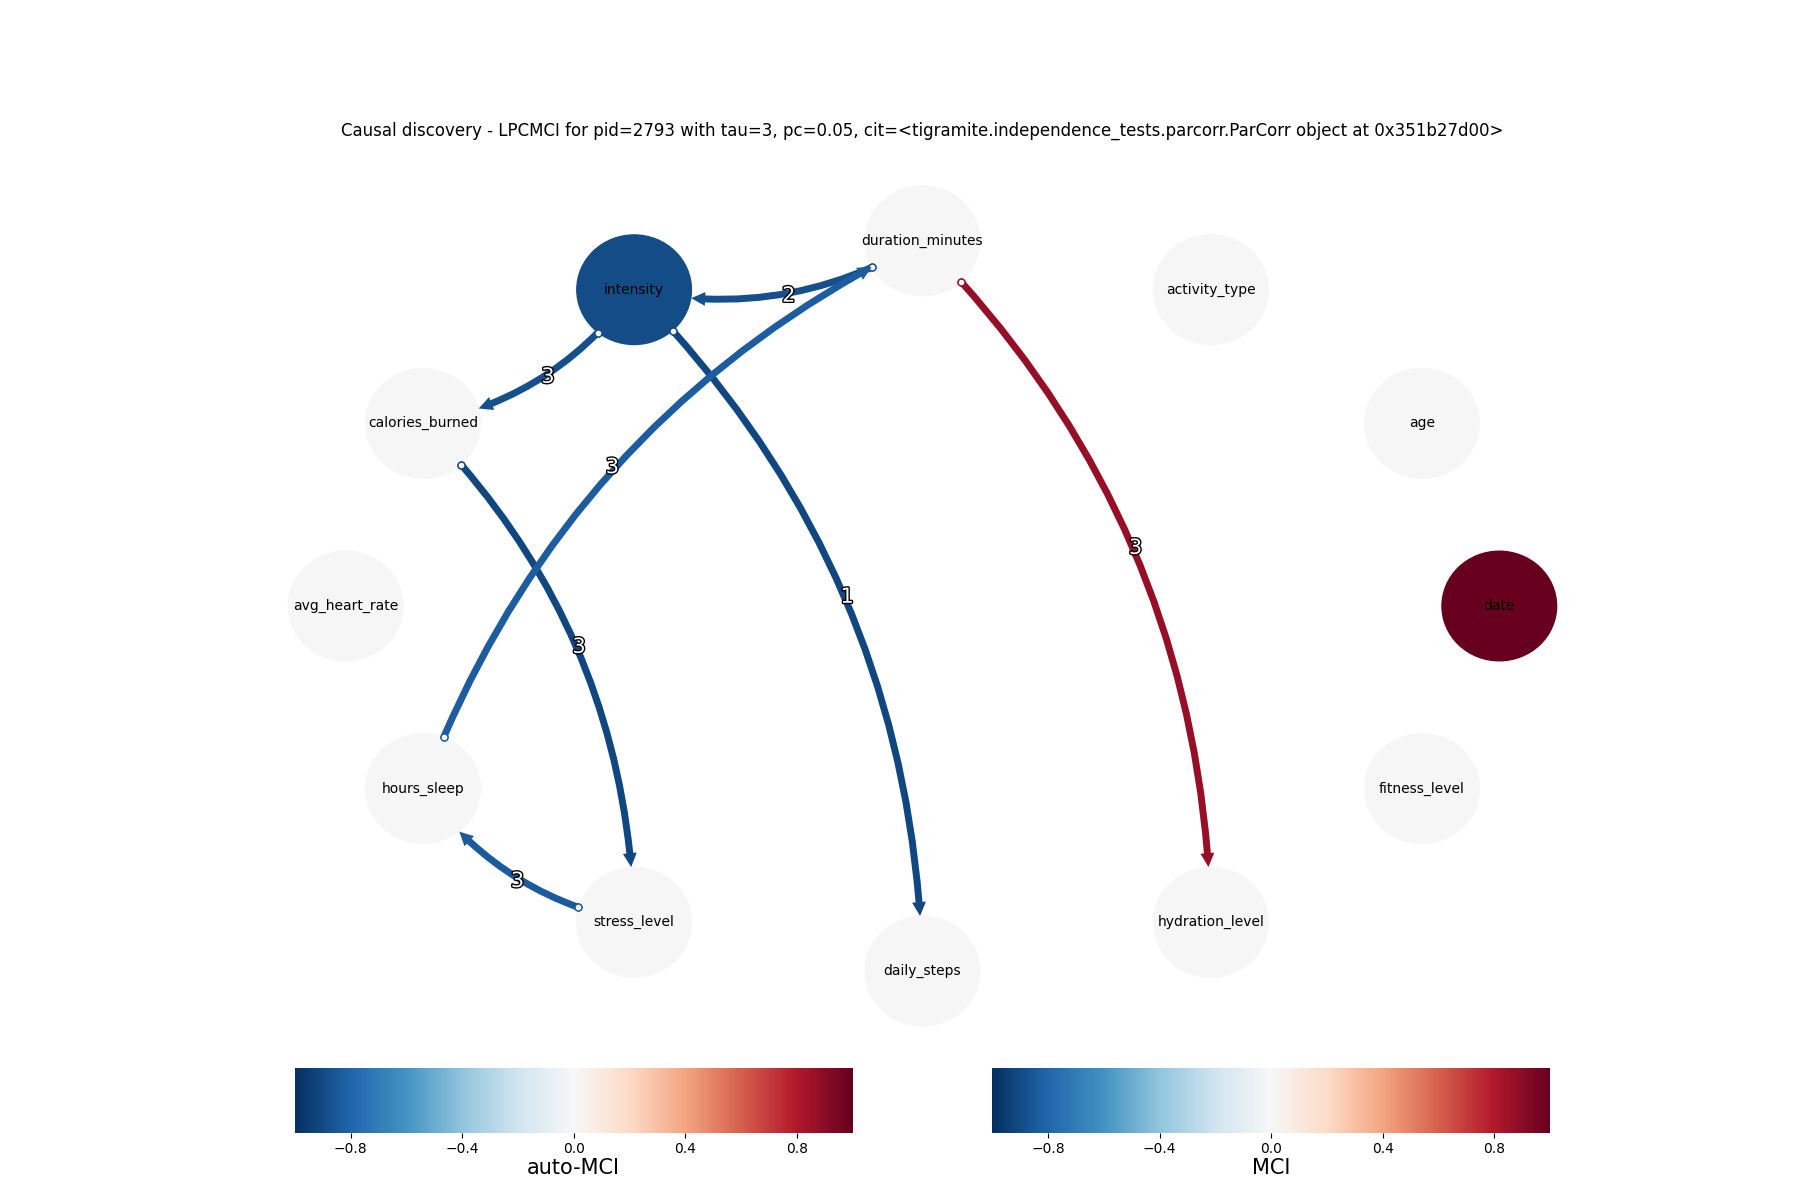 Causal discovery - LPCMCI for pid=2793 with tau=3, pc=0.05, cit=<tigramite.independence_tests.parcorr.ParCorr object at 0x351b27d00>
duration_minutes
intensity
activity_type
2
3
calories_burned
age
3
3
1
avg_heart_rate
date
3
hours_sleep
fitness_level
3
stress_level
hydration_level
daily_steps
−0.8 −0.4 0.0 0.4 0.8
auto-MCI
−0.8 −0.4 0.0 0.4 0.8
MCI